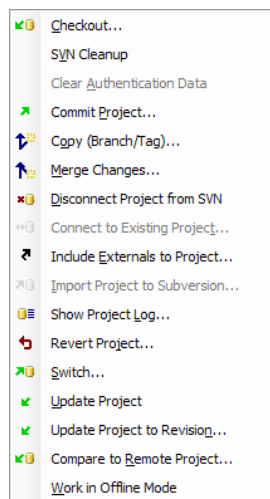 Checkout...
SVN Cleanup
Clear Authentication Data
Commit Project...
Copy (Branch/Tag)...
Merge Changes...
Disconnect Project from SVN
Connect to Existing Project...
Include Externals to Project...
Import Project to Subversion...
Show Project Log...
Revert Project...
Switch...
Update Project
Update Project to Revision...
Compare to Remote Project...
Work in Offline Mode